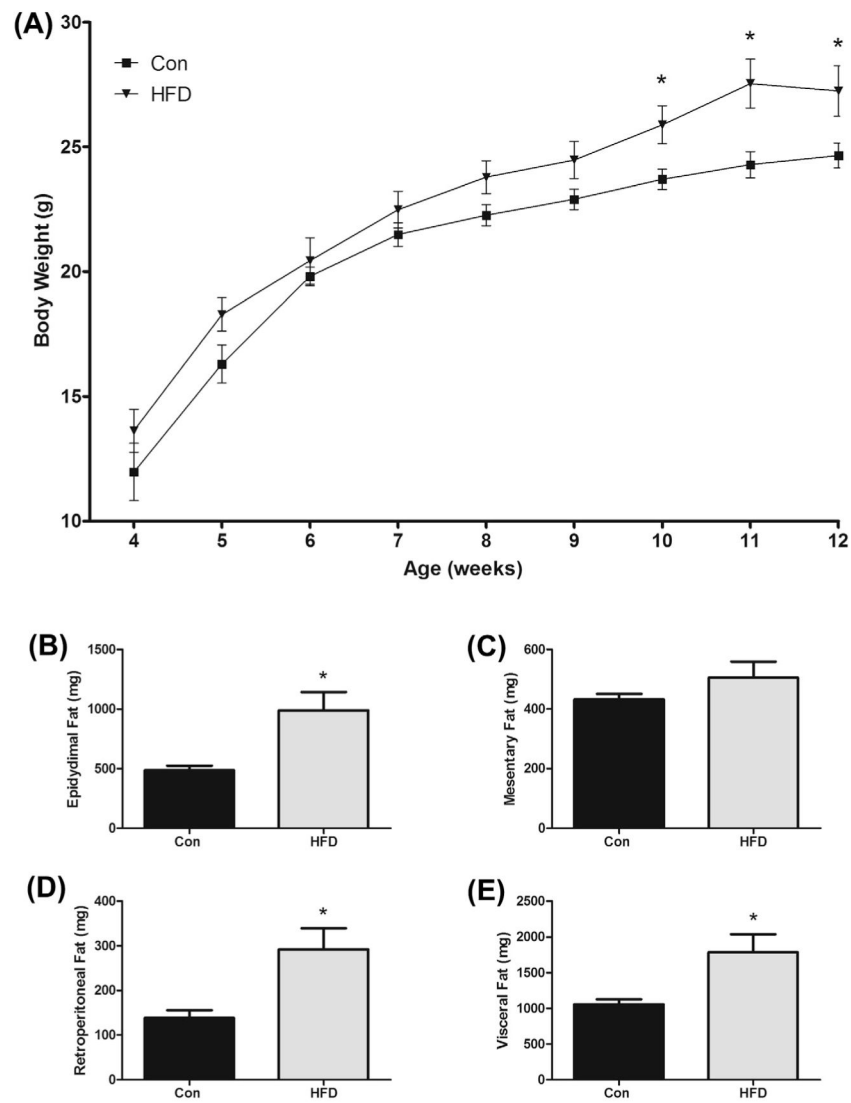 (A)
30
25
20
15
10
Body Weight (g)
Con
HFD
*
*
*
4 5 6 7 8 9 10 11 12
Age (weeks)
(B)
1500
1000
500
0
Epidydimal Fat (mg)
*
Con HFD
(C)
600
400
200
0
Mesentary Fat (mg)
Con HFD
(D)
400
300
200
100
0
Retroperitoneal Fat (mg)
*
Con HFD
(E)
2500
2000
1500
1000
500
0
Visceral Fat (mg)
*
Con HFD